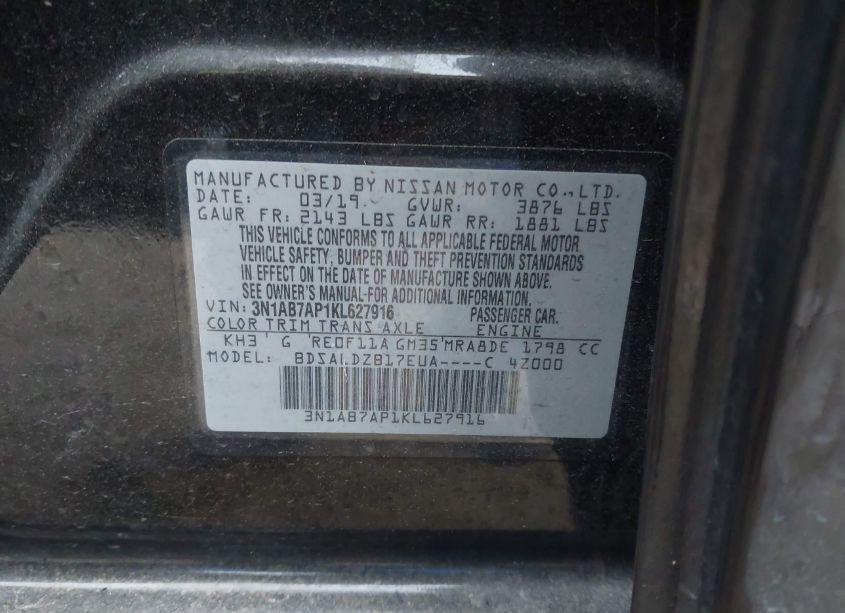 MANUFACTURED BY NISSAN MOTOR CO., LTD.
DATE: 03/19 GVWR: 3876 LBS
GAWR FR: 2143 LBS GAWR RR: 1881 LBS
THIS VEHICLE CONFORMS TO ALL APPLICABLE FEDERAL MOTOR
VEHICLE SAFETY, BUMPER AND THEFT PREVENTION STANDARDS
IN EFFECT ON THE DATE OF MANUFACTURE SHOWN ABOVE.
SEE OWNER'S MANUAL-FOR ADDITIONAL INFORMATION.
VIN: 3N1AB7AP1KL627916 PASSENGER CAR.
COLOR TRIM TRANS AXLE ENGINE
KH3 G RE0F11A GM35 MRA8DE 1798 CC
MODEL: BDSALDZB17EUA----C 4Z000
3N1AB7AP1KL627916